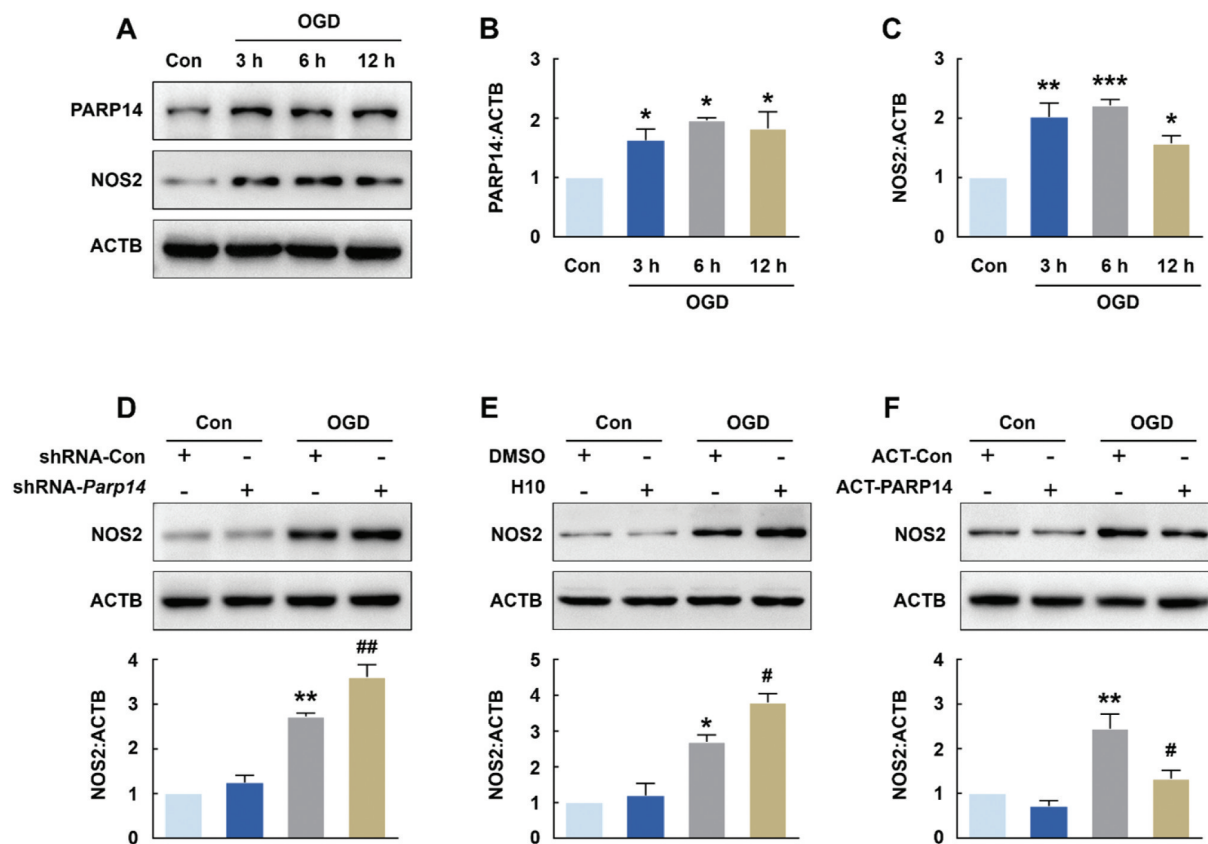 A
OGD
Con 3 h 6 h 12 h
PARP14
NOS2
ACTB
B
PARP14:ACTB
3
2
1
0
* * *
Con 3 h 6 h 12 h
OGD
C
NOS2:ACTB
3
2
1
0
** *** *
Con 3 h 6 h 12 h
OGD
D
Con OGD
shRNA-Con + - + -
shRNA-Parp14 - + - +
NOS2
ACTB
NOS2:ACTB
4
3
2
1
0
** ##
E
Con OGD
DMSO + - + -
H10 - + - +
NOS2
ACTB
NOS2:ACTB
5
4
3
2
1
0
* #
F
Con OGD
ACT-Con + - + -
ACT-PARP14 - + - +
NOS2
ACTB
NOS2:ACTB
4
3
2
1
0
** #